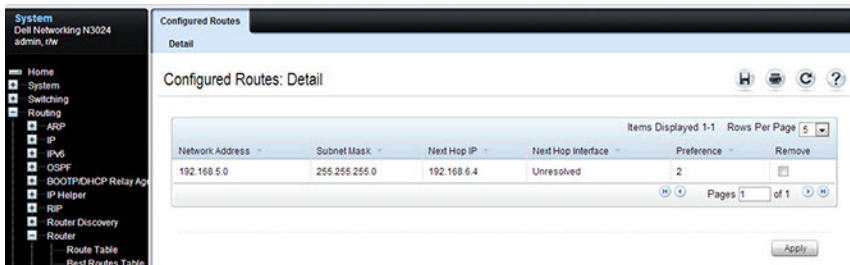 System
Dell Networking N3024
admin, r/w
Home
System
Switching
Routing
ARP
IP
IPv6
OSPF
BOOTP/DHCP Relay Age
IP Helper
RIP
Router Discovery
Router
Route Table
Best Routes Table
Configured Routes
Detail
Configured Routes: Detail
Items Displayed 1-1 Rows Per Page 5
Network Address Subnet Mask Next Hop IP Next Hop Interface Preference Remove
192.168.5.0 255.255.255.0 192.168.6.4 Unresolved 2
Pages 1 of 1
Apply